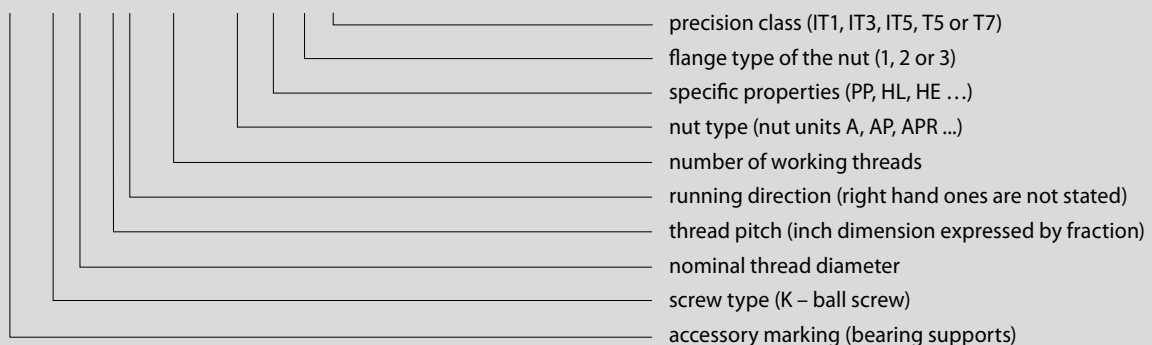 precision class (IT1, IT3, IT5, T5 or T7)
flange type of the nut (1, 2 or 3)
specific properties (PP, HL, HE …)
nut type (nut units A, AP, APR ...)
number of working threads
running direction (right hand ones are not stated)
thread pitch (inch dimension expressed by fraction)
nominal thread diameter
screw type (K – ball screw)
accessory marking (bearing supports)